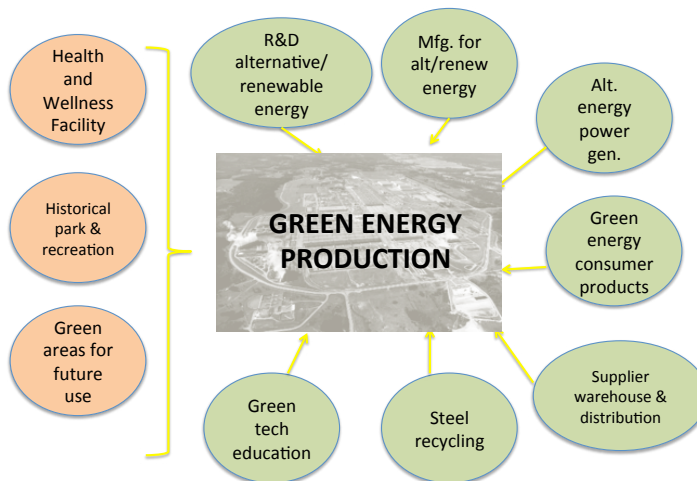 Health
and
Wellness
Facility
Historical
park &
recreation
Green
areas for
future
use
R&D
alternative/
renewable
energy
Mfg. for
alt/renew
energy
Alt.
energy
power
gen.
Green
energy
consumer
products
Supplier
warehouse &
distribution
Steel
recycling
Green
tech
education
GREEN ENERGY
PRODUCTION